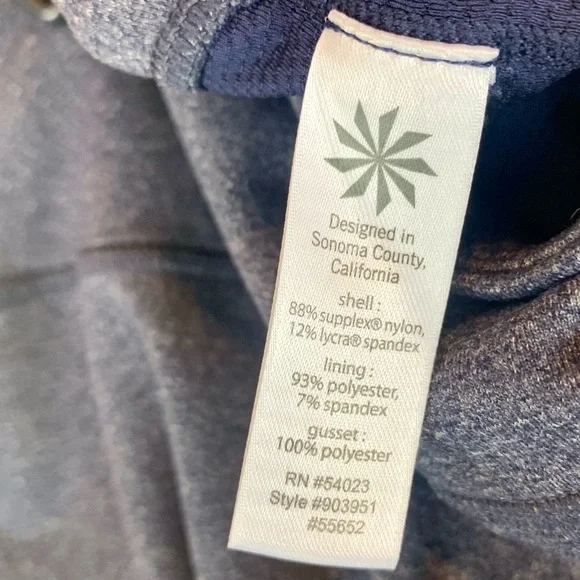 Designed in
Sonoma County,
California
shell :
88% supplex® nylon,
12% lycra® spandex
lining :
93% polyester,
7% spandex
gusset :
100% polyester
RN #54023
Style #903951
#55652